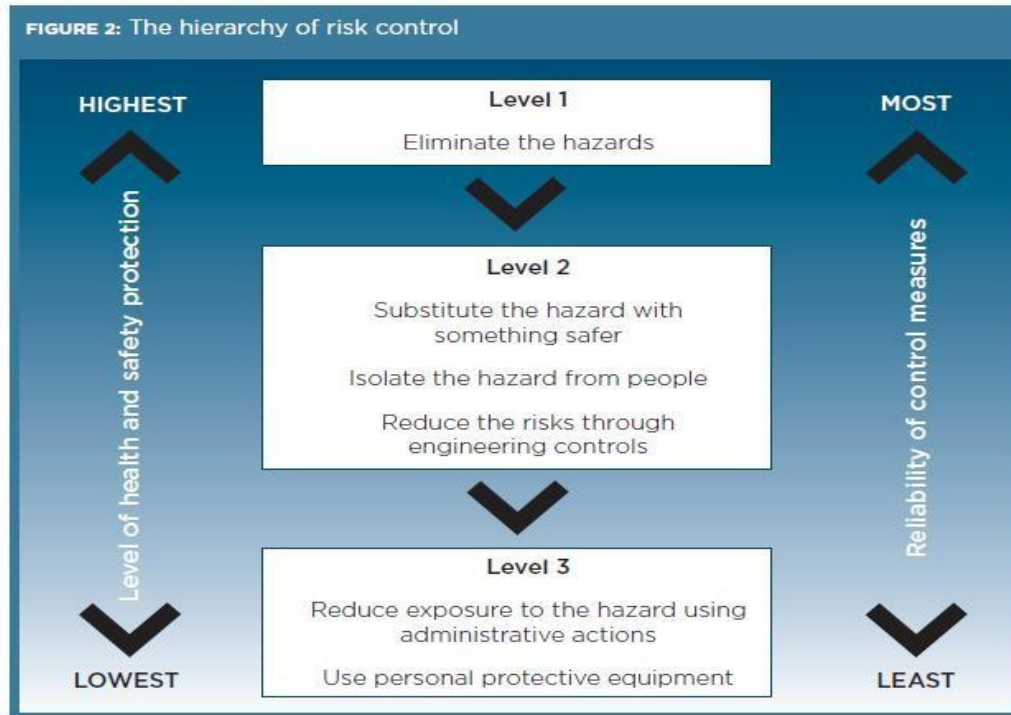 FIGURE 2: The hierarchy of risk control
HIGHEST
Level of health and safety protection
LOWEST
Level 1
Eliminate the hazards
Level 2
Substitute the hazard with
something safer
Isolate the hazard from people
Reduce the risks through
engineering controls
Level 3
Reduce exposure to the hazard using
administrative actions
Use personal protective equipment
MOST
Reliability of control measures
LEAST